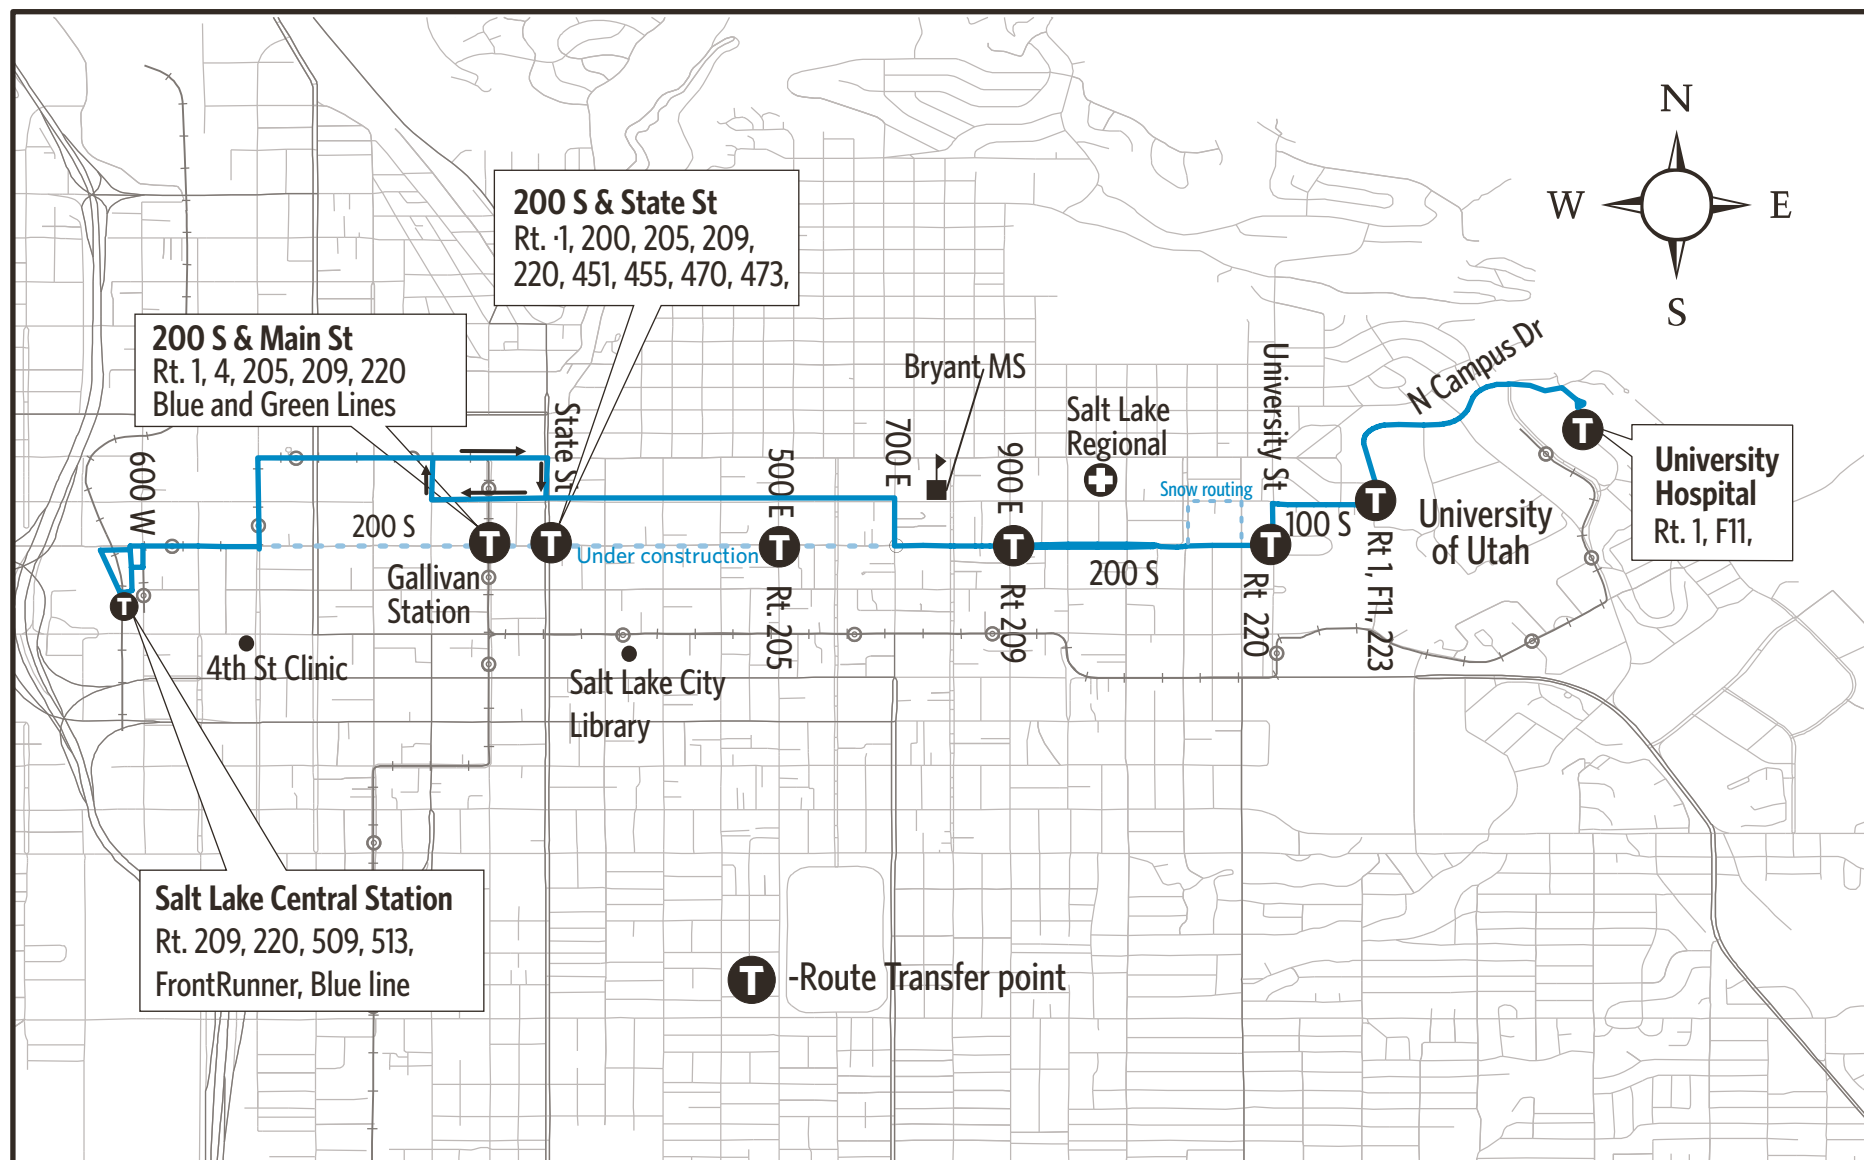 N
W
E
S
200 S & State St
Rt. ·1, 200, 205, 209,
220, 451, 455, 470, 473,
200 S & Main St
Rt. 1, 4, 205, 209, 220
Blue and Green Lines
Bryant MS
Salt Lake
Regional
University St
N Campus Dr
State St
600 W
500 E
700 E
900 E
Snow routing
200 S
Under construction
200 S
100 S
University
of Utah
University
Hospital
Rt. 1, F11,
Gallivan
Station
Rt. 205
Rt 209
Rt 220
Rt 1, F11, 223
4th St Clinic
Salt Lake City
Library
Salt Lake Central Station
Rt. 209, 220, 509, 513,
FrontRunner, Blue line
T
T
T
T
T
T
T
T
T -Route Transfer point